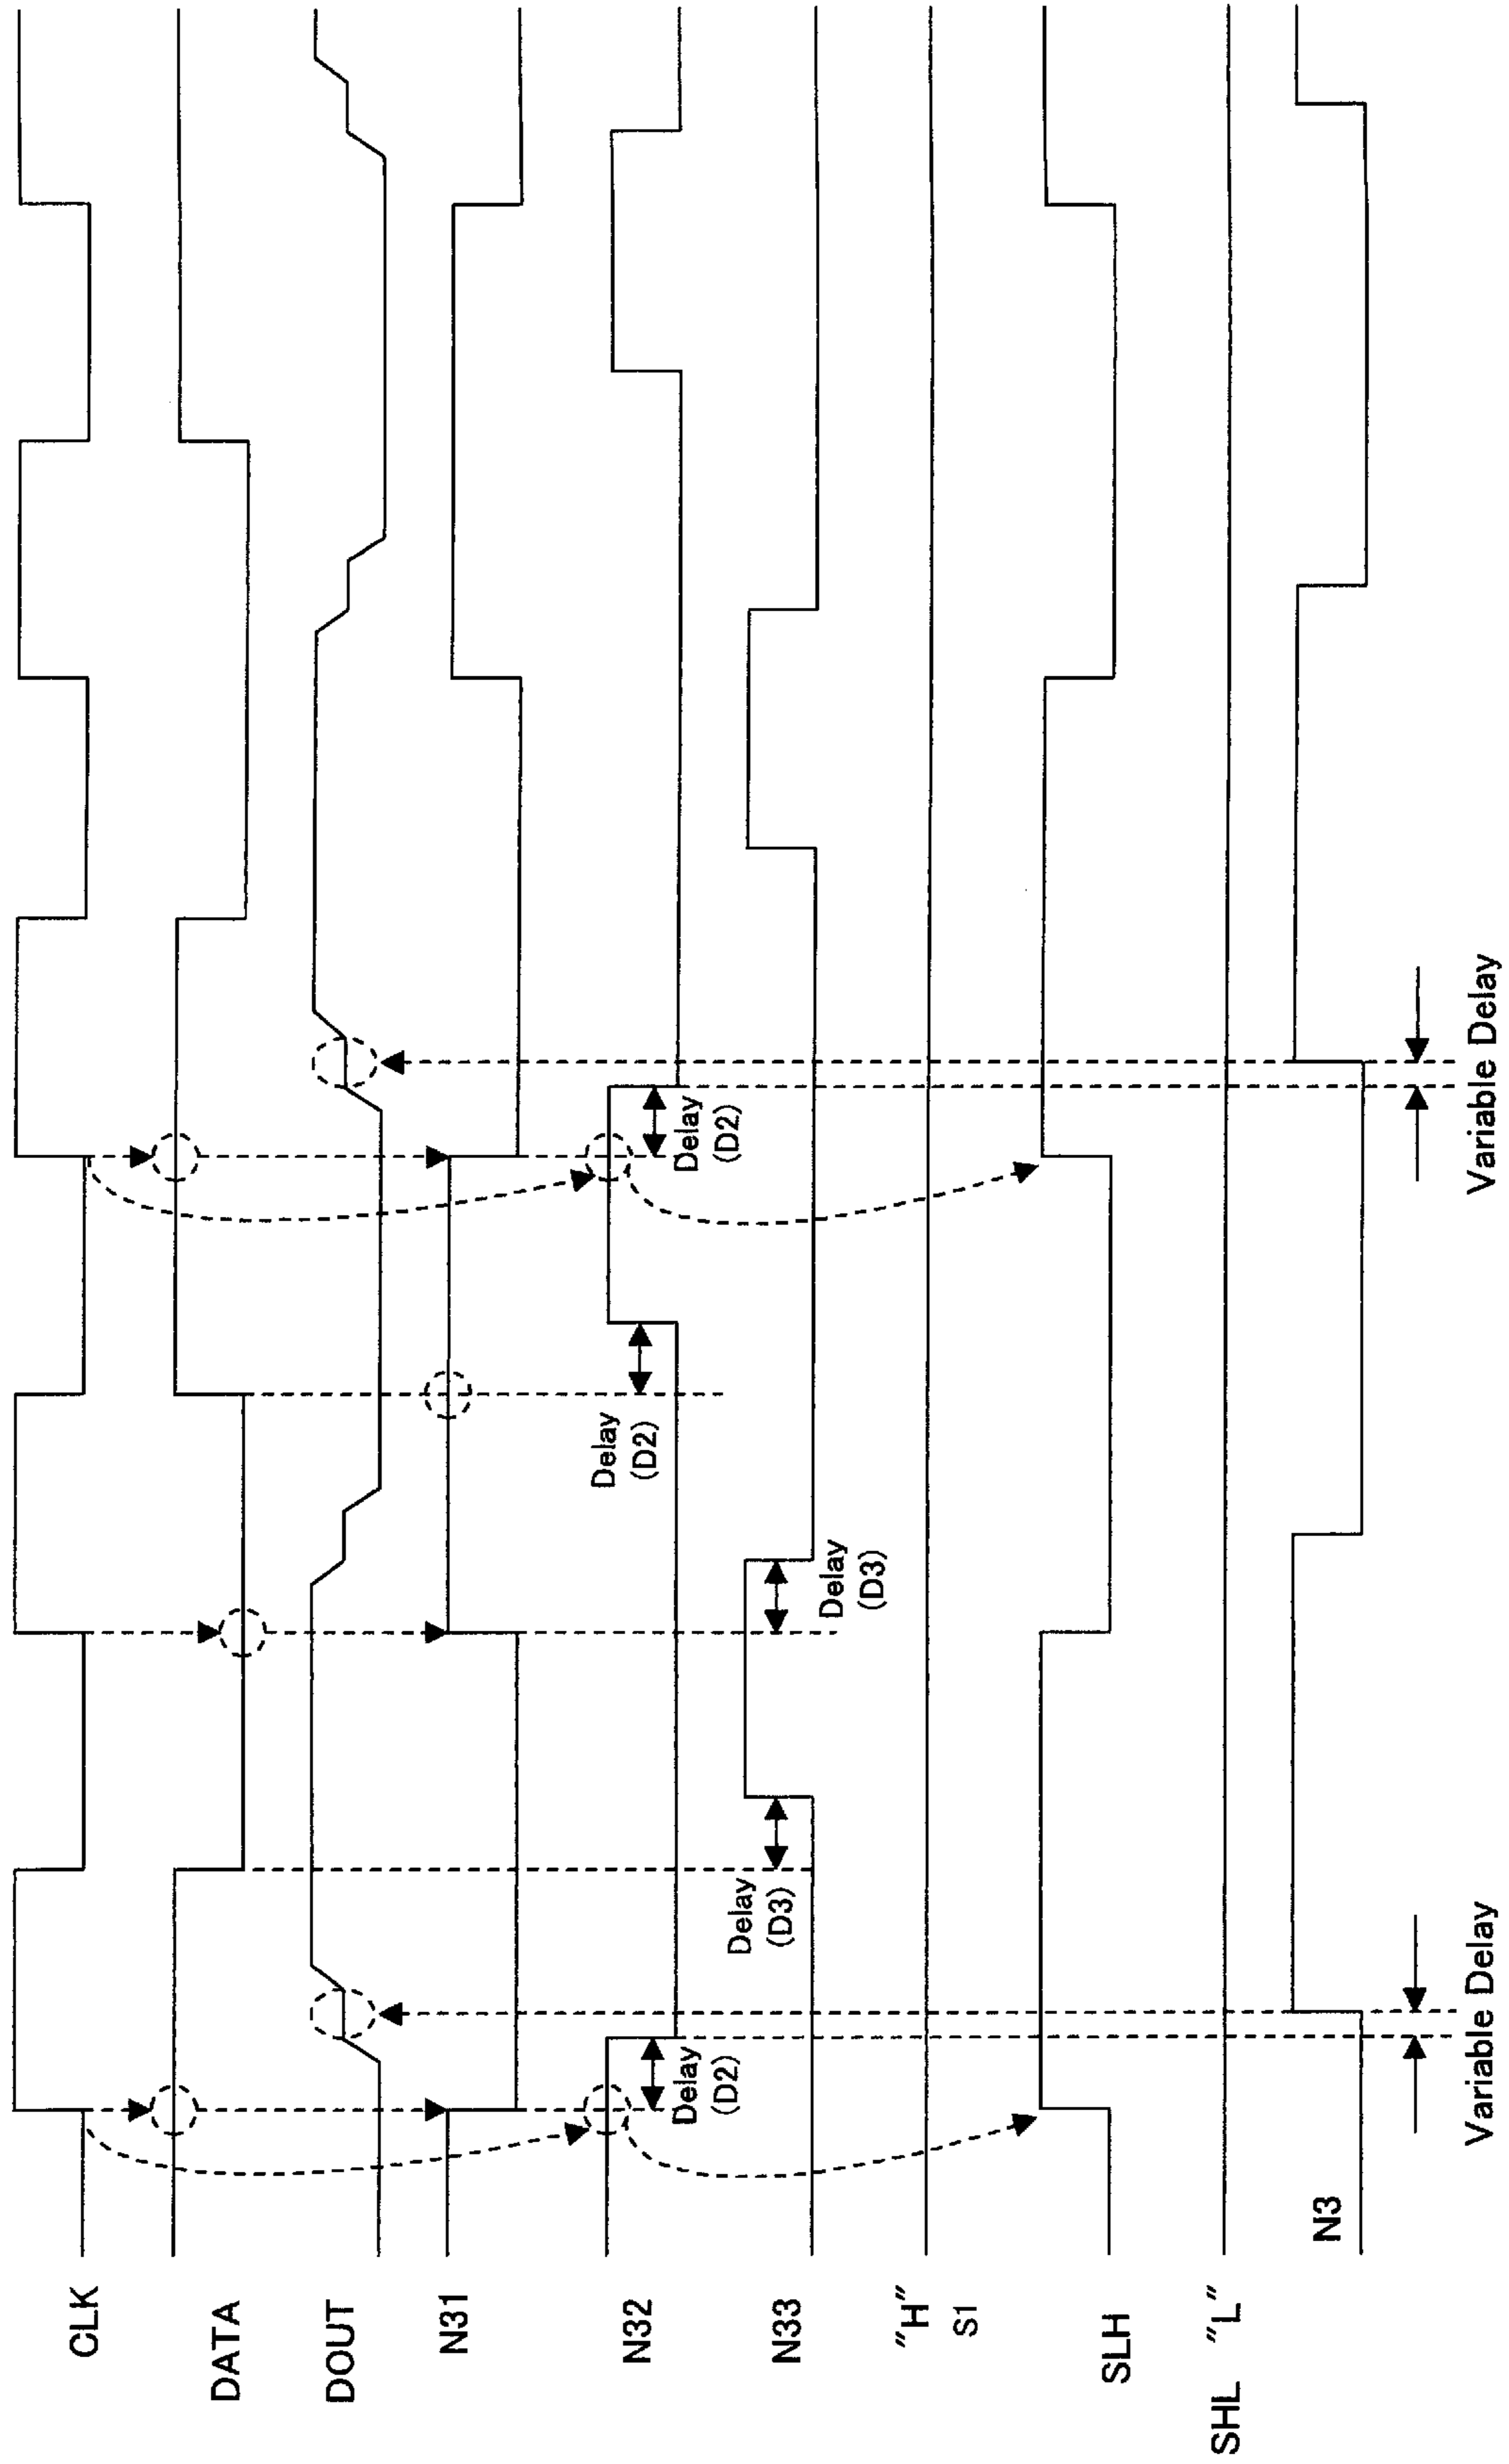 CLK
DATA
DOUT
N31
N32
N33
"H"
S1
SLH
SHL "L"
N3
Delay
(D2)
Delay
(D3)
Delay
(D3)
Delay
(D2)
Delay
(D2)
Variable Delay
Variable Delay